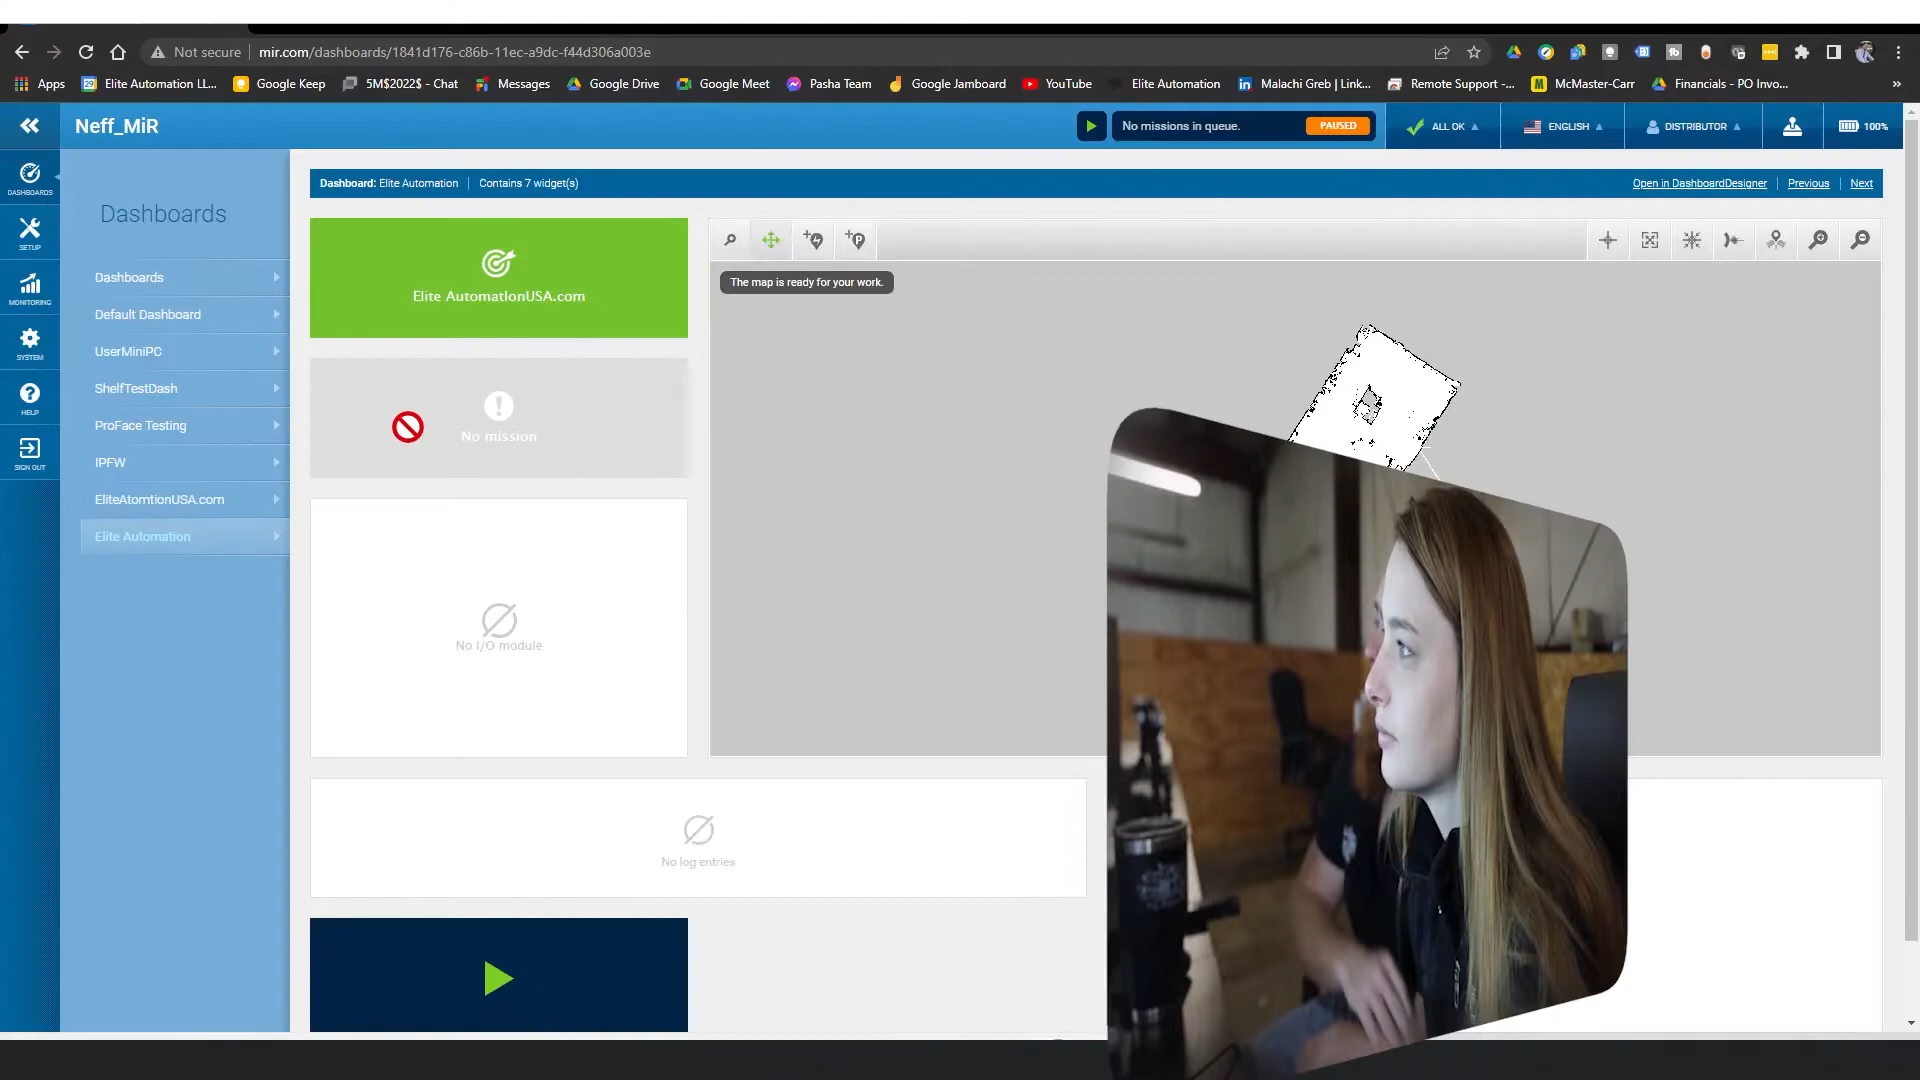 Not secure
mir.com/dashboards/1841d176-c86b-11ec-a9dc-f44d306a003e
Apps
Elite Automation LL...
Google Keep
5M$2022$ - Chat
Messages
Google Drive
Google Meet
Pasha Team
Google Jamboard
YouTube
Elite Automation
Malachi Greb | Link...
Remote Support -...
McMaster-Carr
Financials - PO Invo...
»
Neff_MiR
No missions in queue.
PAUSED
ALL OK
ENGLISH
DISTRIBUTOR
100%
DASHBOARDS
SETUP
MONITORING
SYSTEM
HELP
SIGN OUT
Dashboards
Dashboards
Default Dashboard
UserMiniPC
ShelfTestDash
ProFace Testing
IPFW
EliteAtomtionUSA.com
Elite Automation
Dashboard: Elite Automation
Contains 7 widget(s)
Open in DashboardDesigner
Previous
Next
Elite AutomatIonUSA.com
The map is ready for your work.
No mission
No I/O module
No log entries